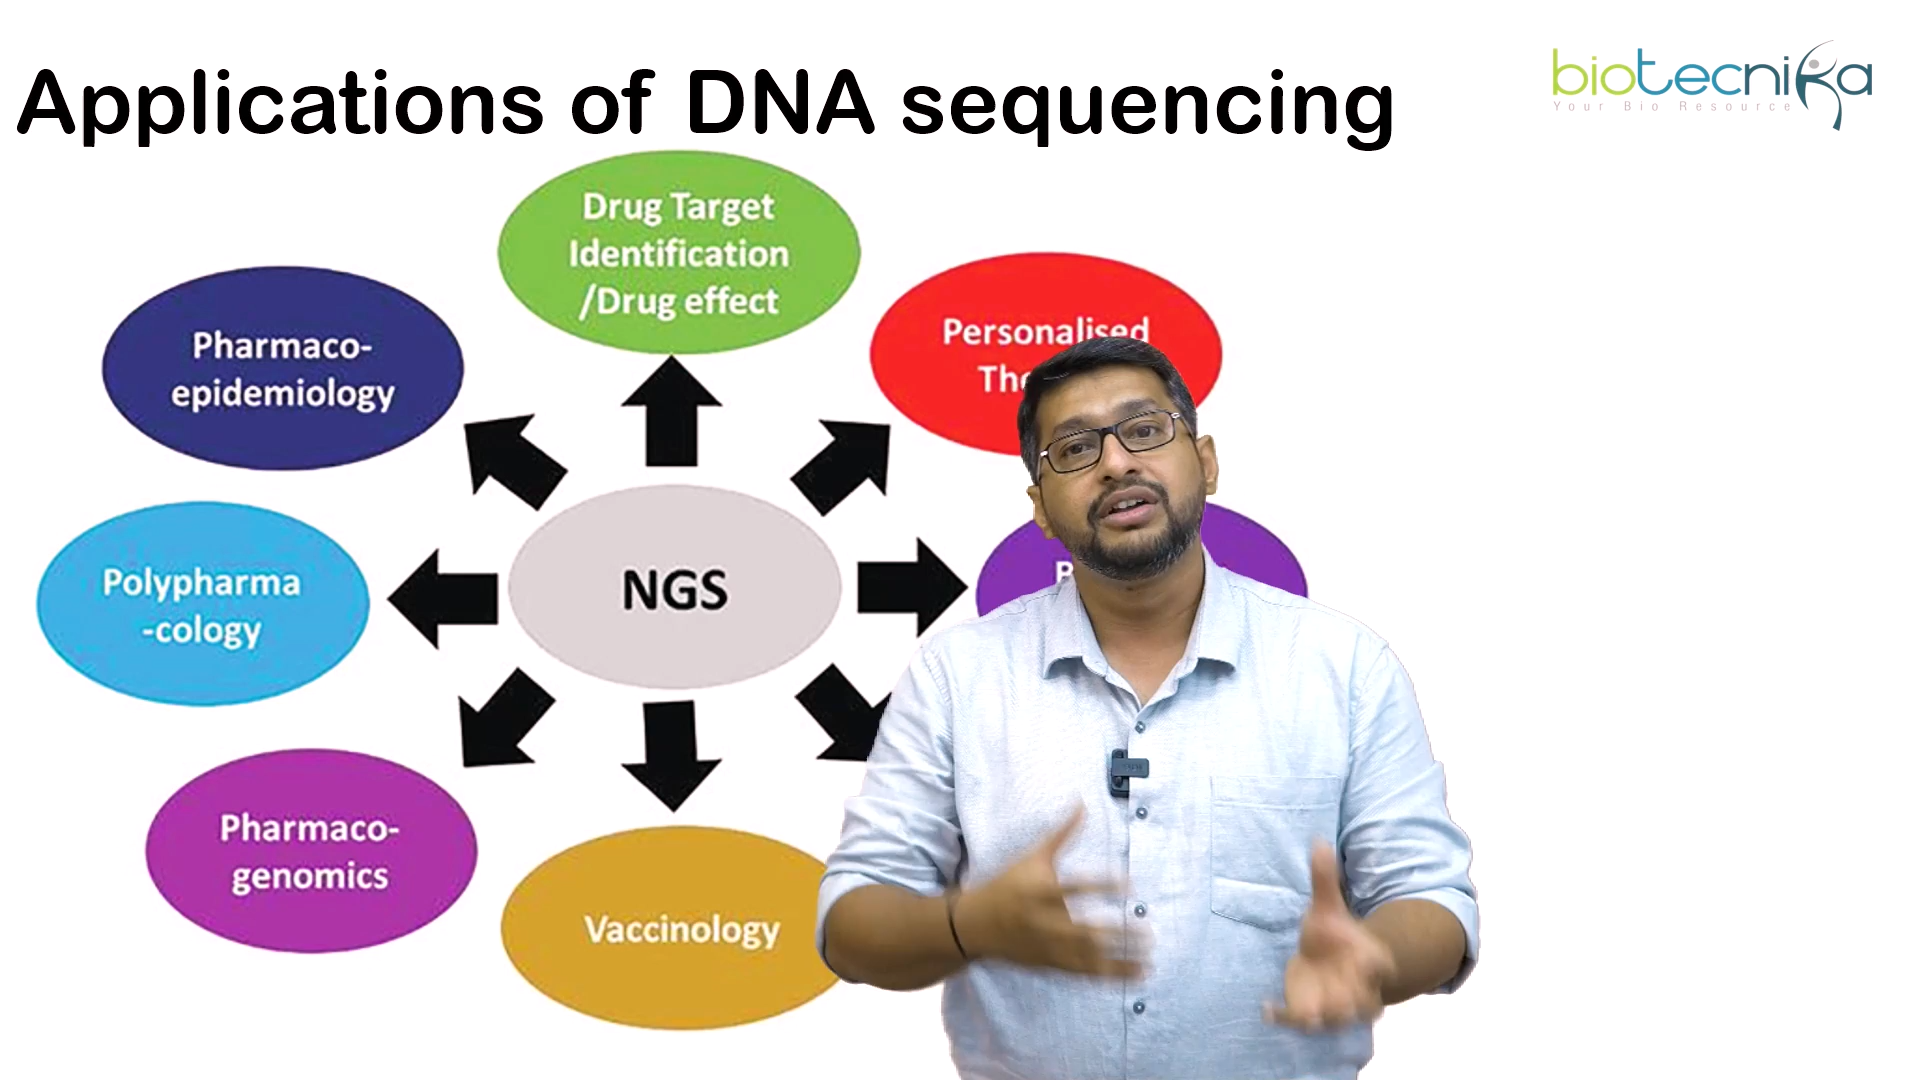 Applications of DNA sequencing
biotecnika
Your Bio Resource
Drug Target
Identification
/Drug effect
Pharmaco-
epidemiology
Personalised
NGS
Polypharma
-cology
Pharmaco-
genomics
Vaccinology